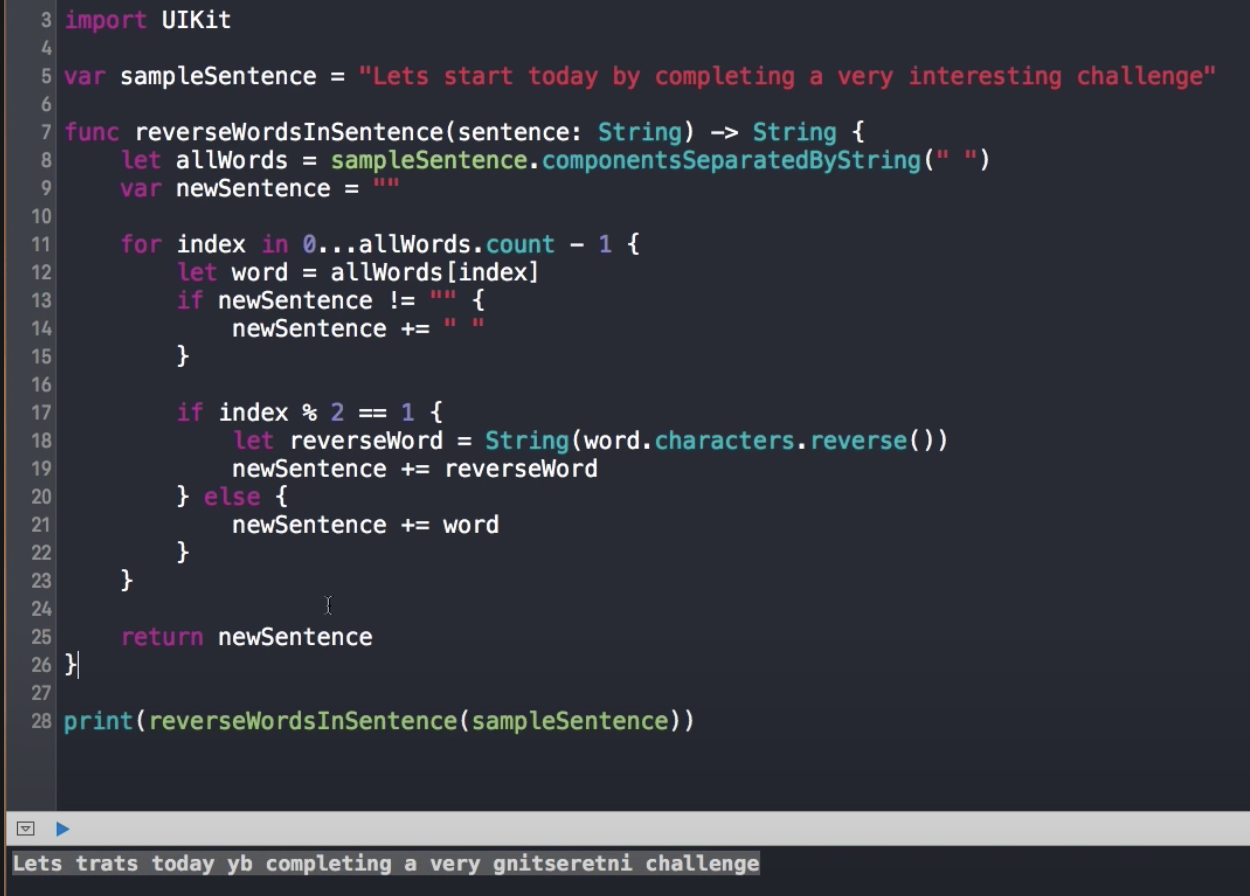 3 import UIKit
4
5 var sampleSentence = "Lets start today by completing a very interesting challenge"
6
7 func reverseWordsInSentence(sentence: String) -> String {
8     let allWords = sampleSentence.componentsSeparatedByString(" ")
9     var newSentence = ""
10
11     for index in 0...allWords.count - 1 {
12         let word = allWords[index]
13         if newSentence != "" {
14             newSentence += " "
15         }
16
17         if index % 2 == 1 {
18             let reverseWord = String(word.characters.reverse())
19             newSentence += reverseWord
20         } else {
21             newSentence += word
22         }
23     }
24
25     return newSentence
26 }
27
28 print(reverseWordsInSentence(sampleSentence))
Lets trats today yb completing a very gnitseretni challenge